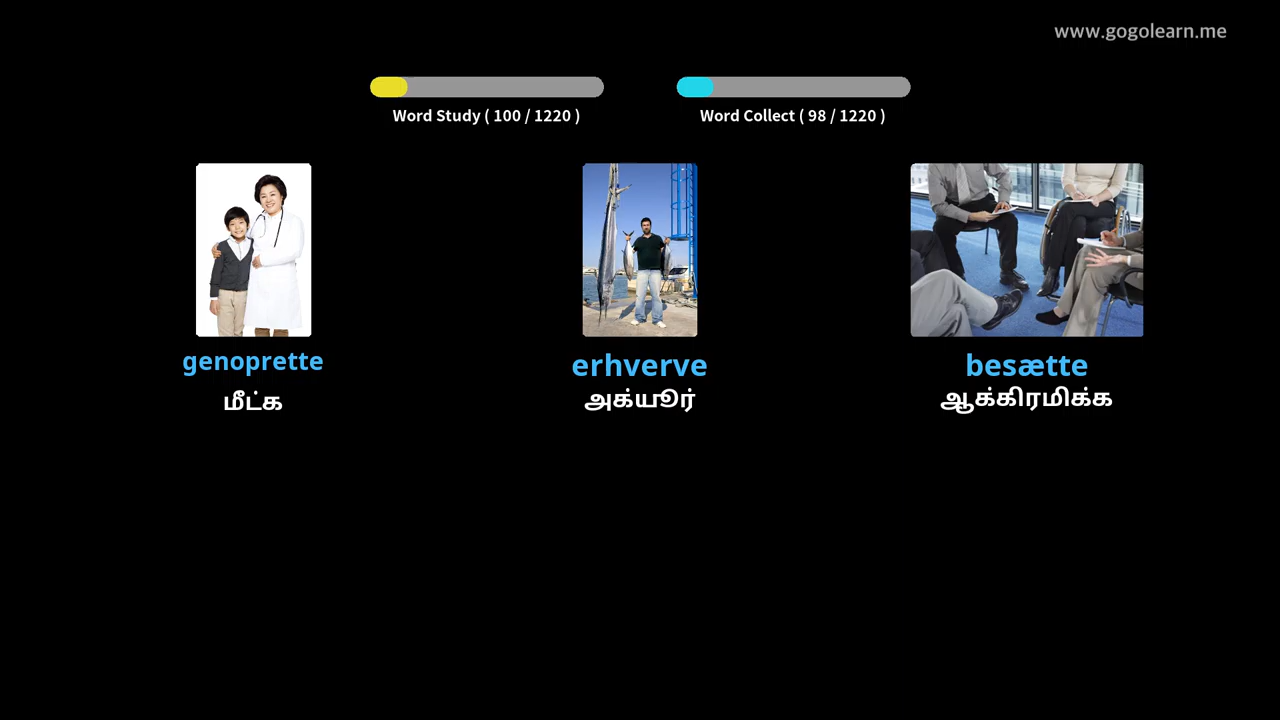 www.gogolearn.me
Word Study ( 100 / 1220 )
Word Collect ( 98 / 1220 )
genoprette
erhverve
besætte
மீட்க
அக்யூர்
ஆக்கிரமிக்க